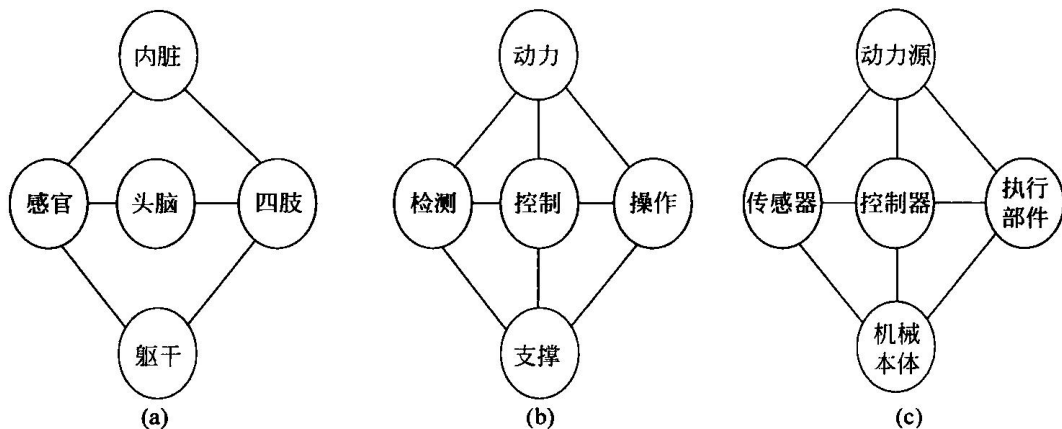 内脏
感官
头脑
四肢
躯干
(a)
动力
检测
控制
操作
支撑
(b)
动力源
传感器
控制器
执行
部件
机械
本体
(c)